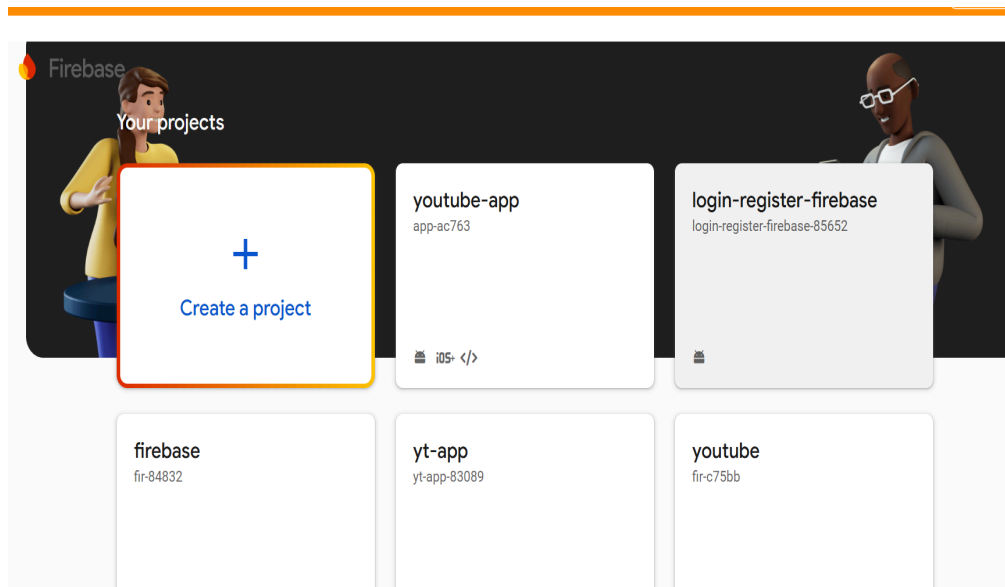 Firebase
Your projects
Create a project
youtube-app
app-ac763
iOS+ </>
login-register-firebase
login-register-firebase-85652
firebase
fir-84832
yt-app
yt-app-83089
youtube
fir-c75bb